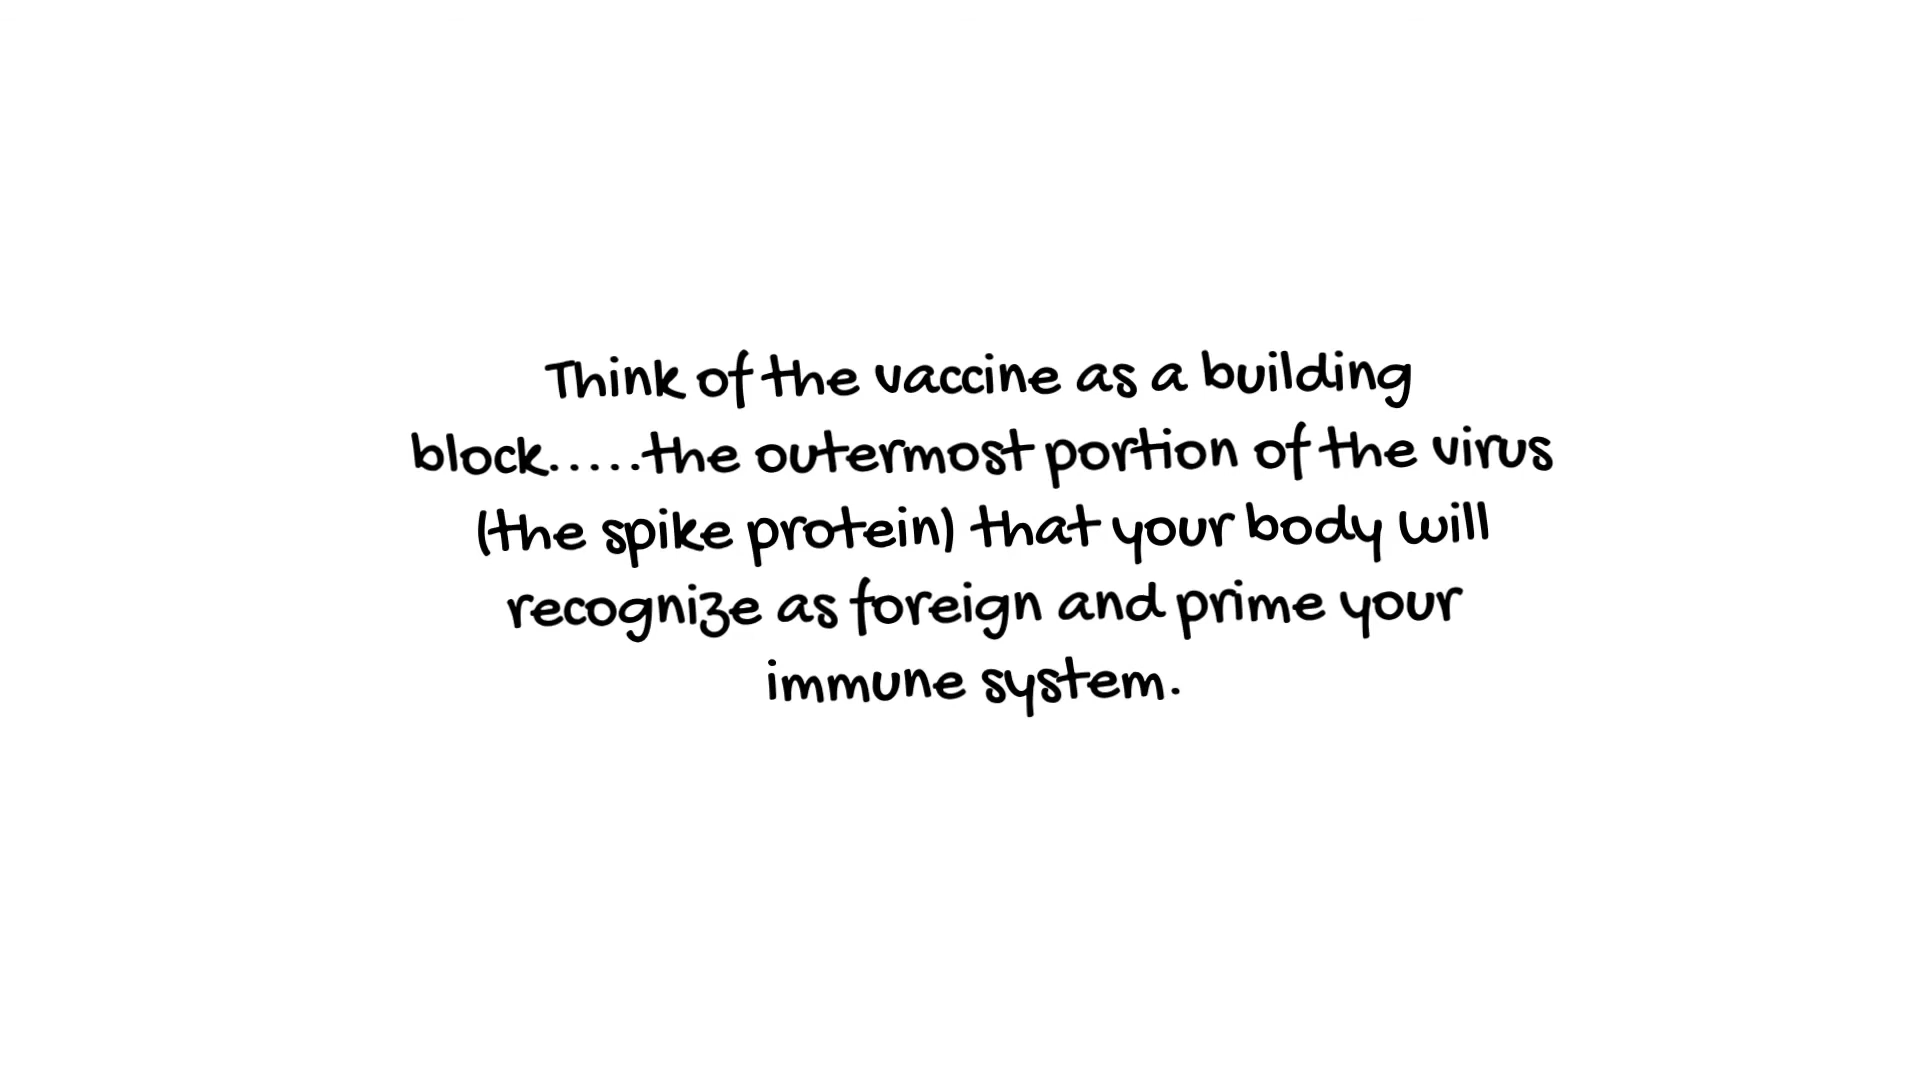 Think of the vaccine as a building
block.....the outermost portion of the virus
(the spike protein) that your body will
recognize as foreign and prime your
immune system.